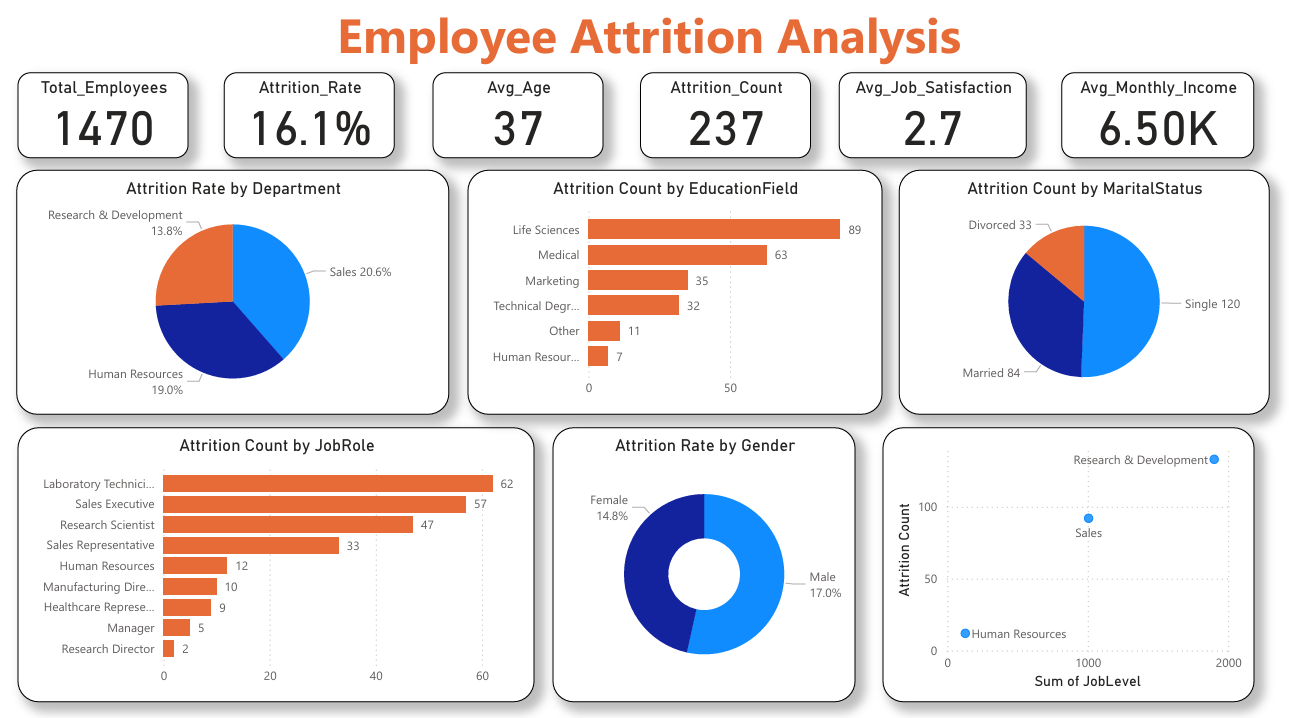 Employee Attrition Analysis
Total_Employees
1470
Attrition_Rate
16.1%
Avg_Age
37
Attrition_Count
237
Avg_Job_Satisfaction
2.7
Avg_Monthly_Income
6.50K
Attrition Rate by Department
Research & Development
13.8%
Sales 20.6%
Human Resources
19.0%
Attrition Count by EducationField
Life Sciences 89
Medical 63
Marketing 35
Technical Degr... 32
Other 11
Human Resour... 7
0 50
Attrition Count by MaritalStatus
Divorced 33
Single 120
Married 84
Attrition Count by JobRole
Laboratory Technici... 62
Sales Executive 57
Research Scientist 47
Sales Representative 33
Human Resources 12
Manufacturing Dire... 10
Healthcare Represe... 9
Manager 5
Research Director 2
0 20 40 60
Attrition Rate by Gender
Female
14.8%
Male
17.0%
Attrition Count
Research & Development
100
Sales
50
Human Resources
0
0 1000 2000
Sum of JobLevel